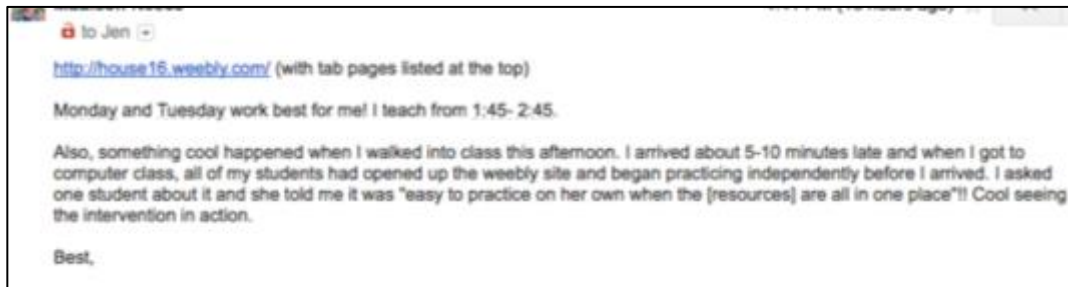 to Jen
http://house16.weebly.com/ (with tab pages listed at the top)
Monday and Tuesday work best for me! I teach from 1:45- 2:45.
Also, something cool happened when I walked into class this afternoon. I arrived about 5-10 minutes late and when I got to
computer class, all of my students had opened up the weebly site and began practicing independently before I arrived. I asked
one student about it and she told me it was "easy to practice on her own when the [resources] are all in one place"!! Cool seeing
the intervention in action.
Best,